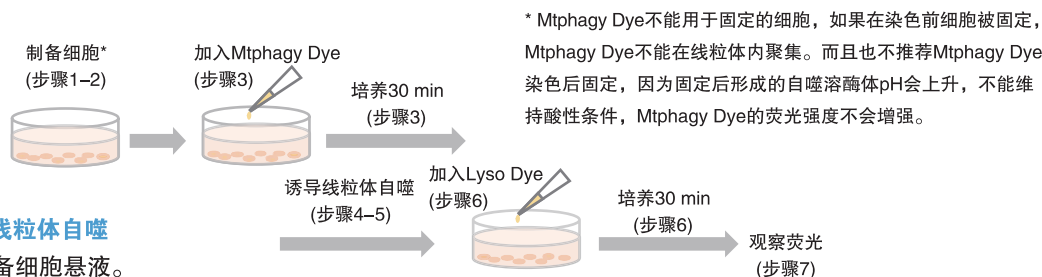 * Mtphagy Dye不能用于固定的细胞，如果在染色前细胞被固定，
Mtphagy Dye不能在线粒体内聚集。而且也不推荐Mtphagy Dye
染色后固定，因为固定后形成的自噬溶酶体pH会上升，不能维
持酸性条件，Mtphagy Dye的荧光强度不会增强。
制备细胞*
(步骤1–2)
加入Mtphagy Dye
(步骤3)
培养30 min
(步骤3)
诱导线粒体自噬
(步骤4–5)
加入Lyso Dye
(步骤6)
培养30 min
(步骤6)
观察荧光
(步骤7)
线粒体自噬
备细胞悬液。